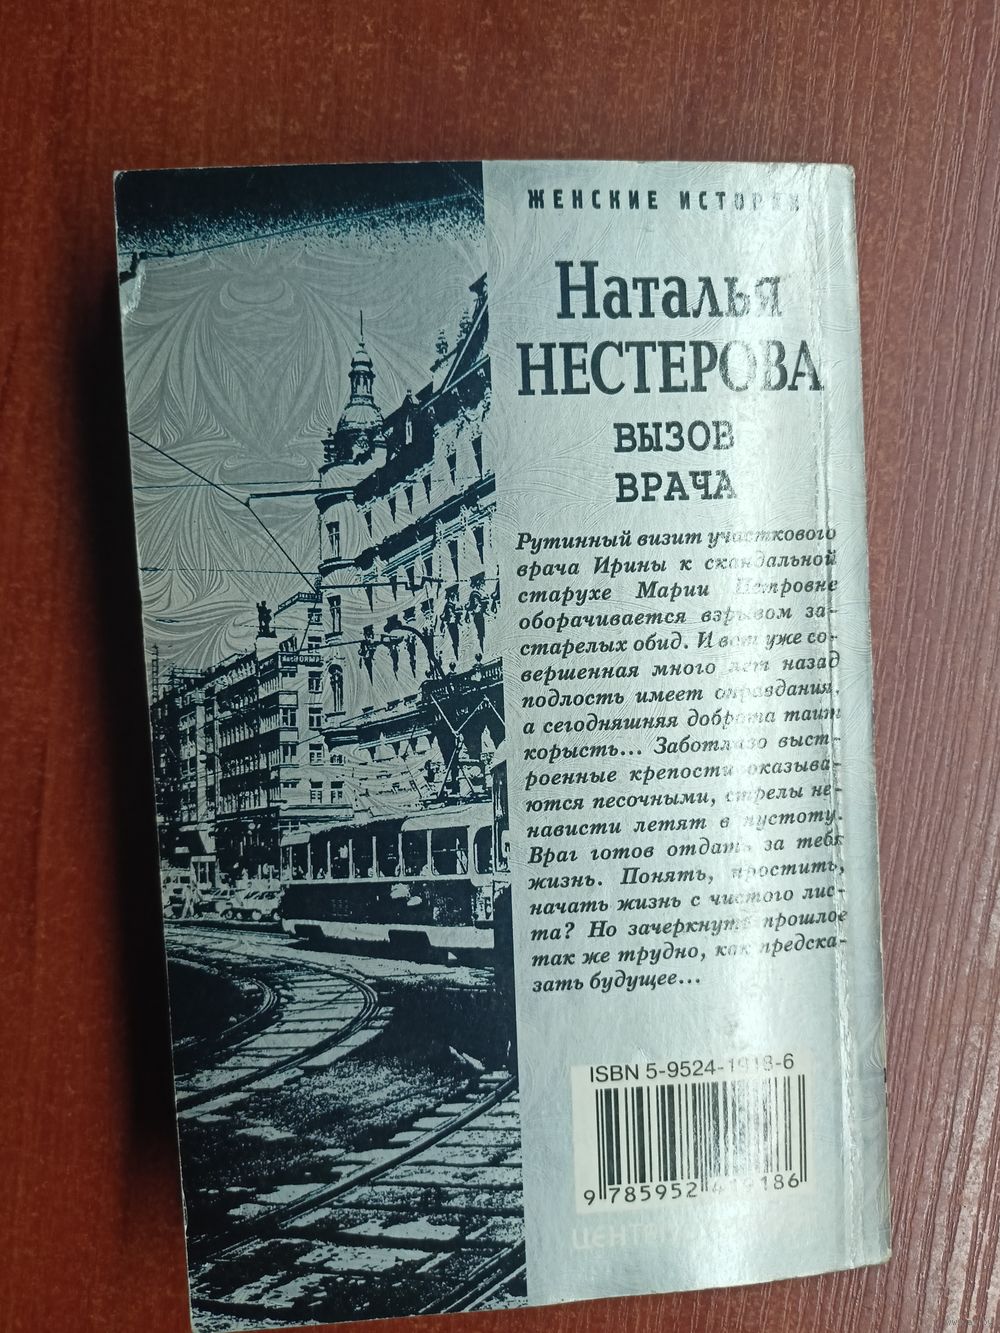 ЖЕНСКИЕ ИСТОРИИ
Наталья
НЕСТЕРОВА
ВЫЗОВ
ВРАЧА
Рутинный визит участкового
врача Ирины к скандальной
старухе Марии Петровне
оборачивается взрывом за-
старелых обид. И вот уже со-
вершенная много лет назад
подлость имеет оправдания,
а сегодняшняя доброта таит
корысть... Заботливо выст-
роенные крепости оказыва-
ются песочными, стрелы не-
нависти летят в пустоту.
Враг готов отдать за тебя
жизнь. Понять, простить,
начать жизнь с чистого лис-
та? Но зачеркнуть прошлое
так же трудно, как предска-
зать будущее...
ISBN 5-9524-1918-6
9 785952 419186